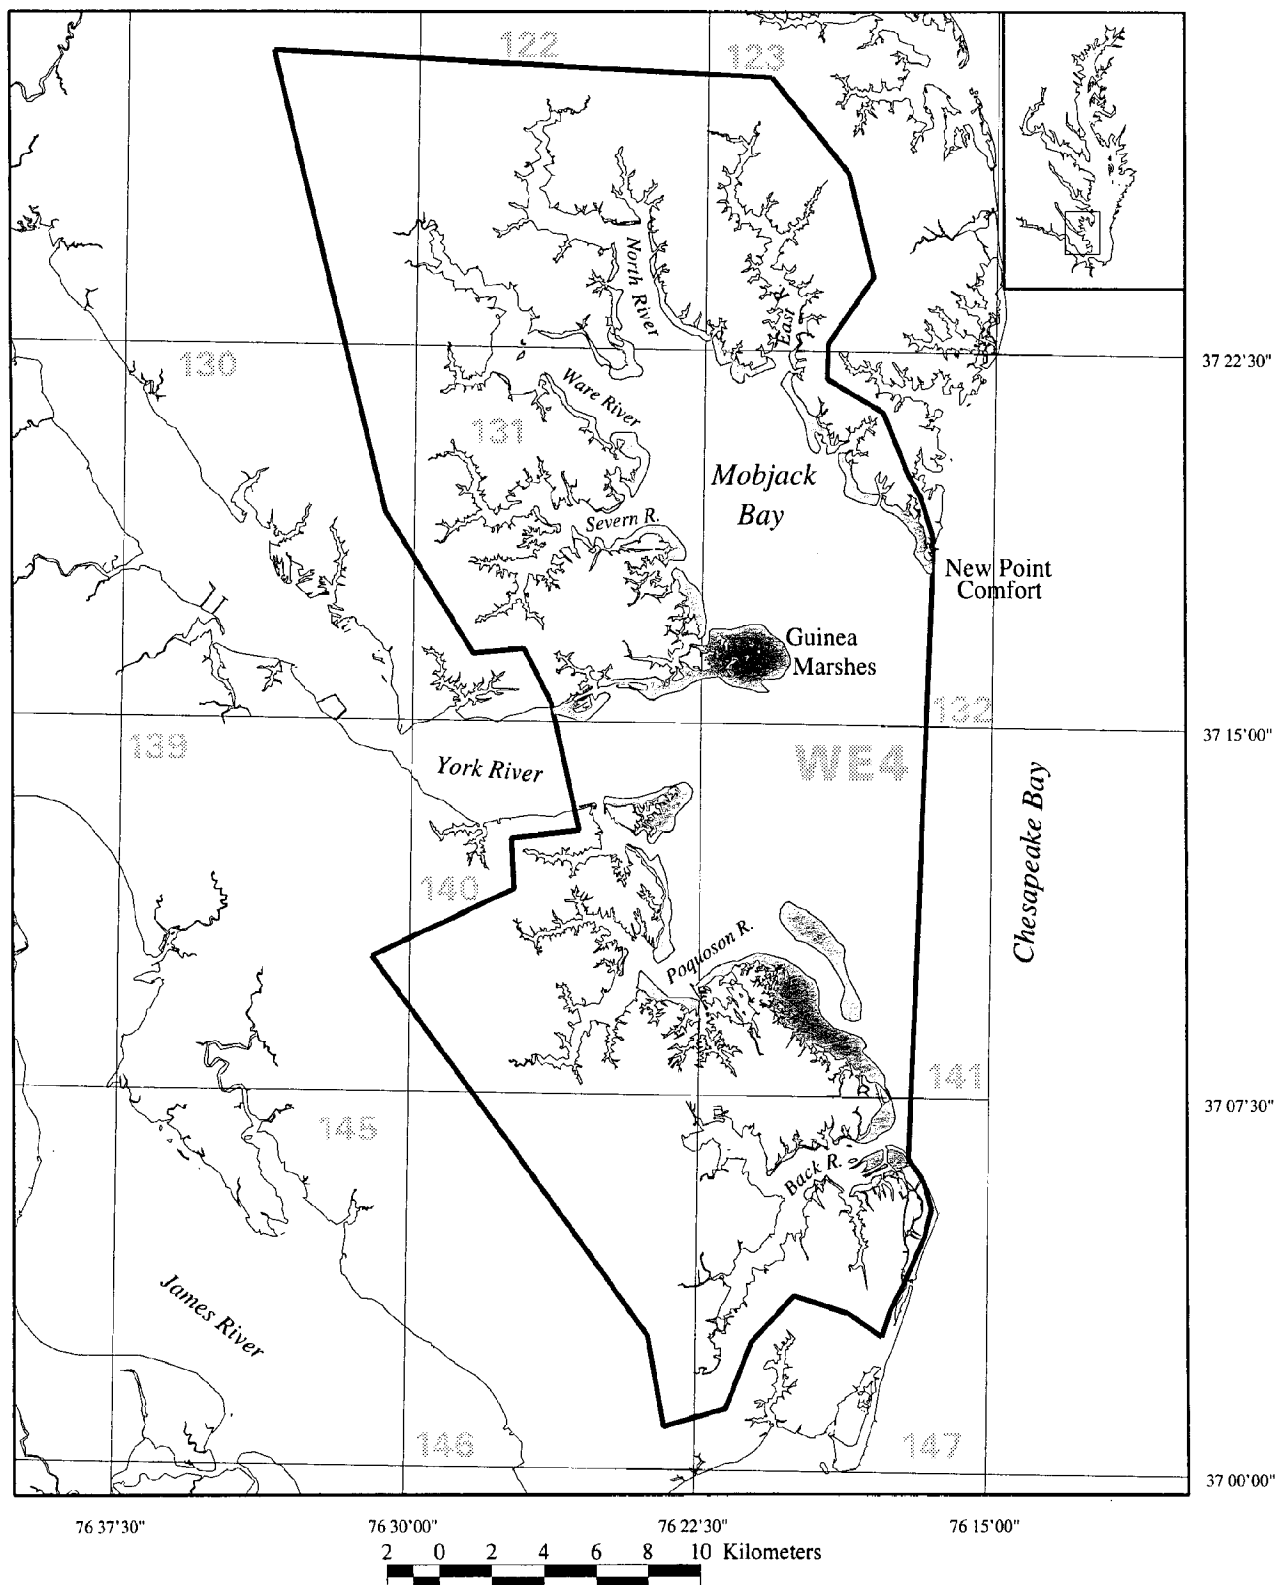 122
123
North River
East R.
37 22'30"
130
Ware River
131
Mobjack
Bay
Severn R.
New Point
Comfort
Guinea
Marshes
132
37 15'00"
139
York River
WE4
Chesapeake Bay
140
Poquoson R.
141
37 07'30"
145
Back R.
James River
146
147
37 00'00"
76 37'30"
76 30'00"
76 22'30"
76 15'00"
2 0 2 4 6 8 10 Kilometers